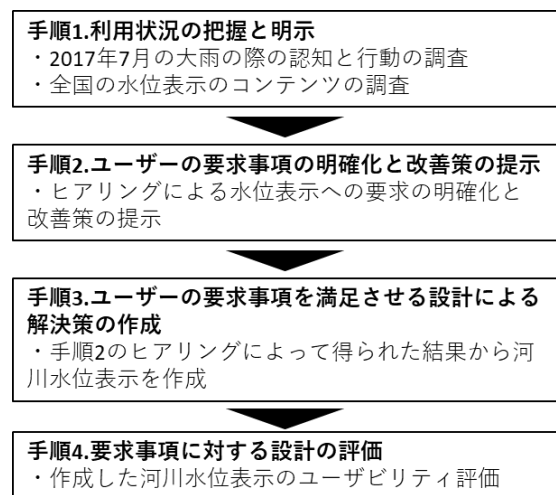 手順1.利用状況の把握と明示
・2017年7月の大雨の際の認知と行動の調査
・全国の水位表示のコンテンツの調査
手順2.ユーザーの要求事項の明確化と改善策の提示
・ヒアリングによる水位表示への要求の明確化と
改善策の提示
手順3.ユーザーの要求事項を満足させる設計による
解決策の作成
・手順2のヒアリングによって得られた結果から河
川水位表示を作成
手順4.要求事項に対する設計の評価
・作成した河川水位表示のユーザビリティ評価